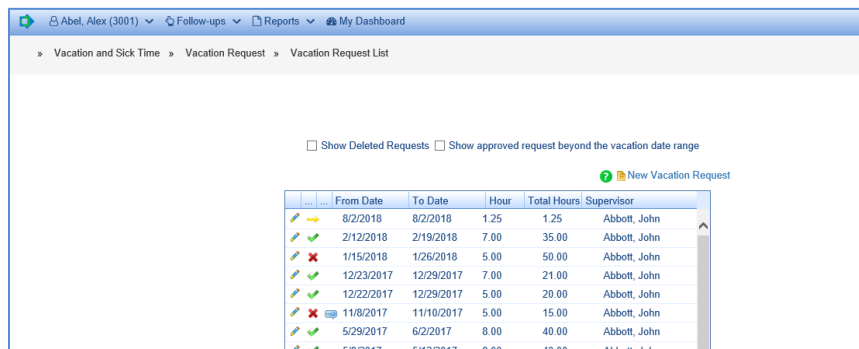 Abel, Alex (3001) Follow-ups Reports My Dashboard
» Vacation and Sick Time » Vacation Request » Vacation Request List
Show Deleted Requests Show approved request beyond the vacation date range
? New Vacation Request
... ... From Date To Date Hour Total Hours Supervisor
8/2/2018 8/2/2018 1.25 1.25 Abbott, John
2/12/2018 2/19/2018 7.00 35.00 Abbott, John
1/15/2018 1/26/2018 5.00 50.00 Abbott, John
12/23/2017 12/29/2017 7.00 21.00 Abbott, John
12/22/2017 12/29/2017 5.00 20.00 Abbott, John
11/8/2017 11/10/2017 5.00 15.00 Abbott, John
5/29/2017 6/2/2017 8.00 40.00 Abbott, John